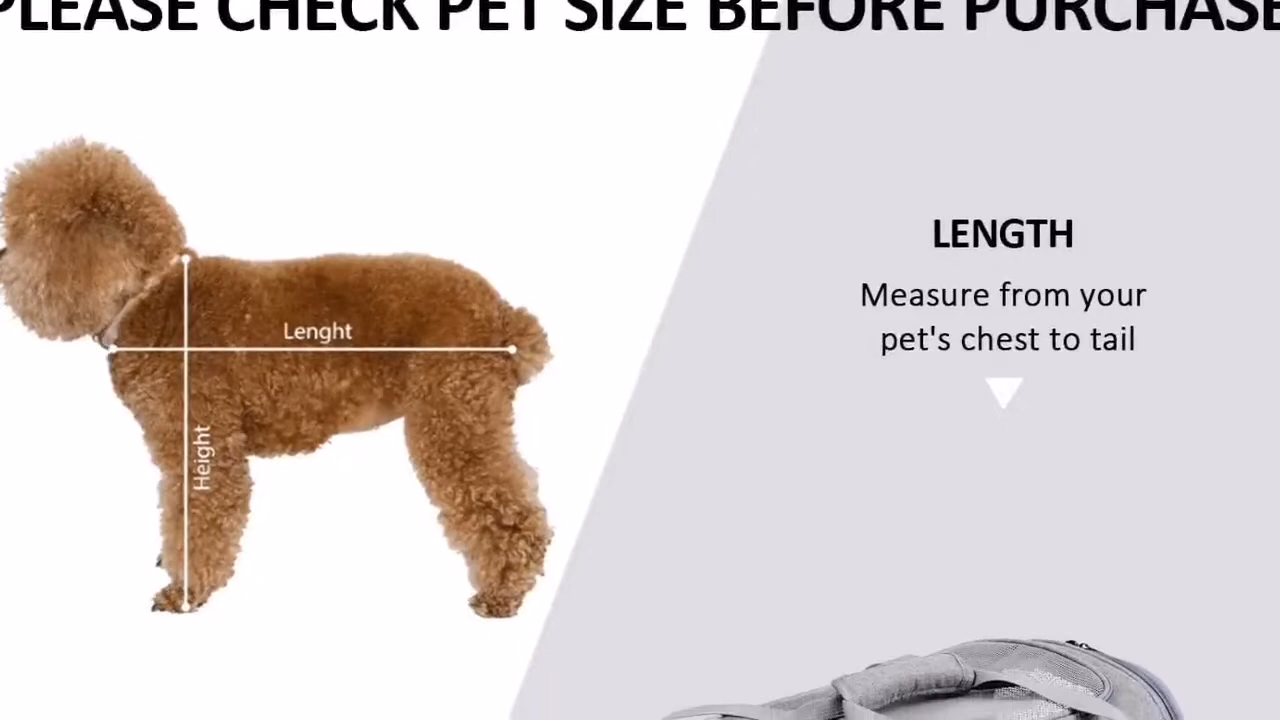 PLEASE CHECK PET SIZE BEFORE PURCHASE
LENGTH
Measure from your
pet's chest to tail
Lenght
Height